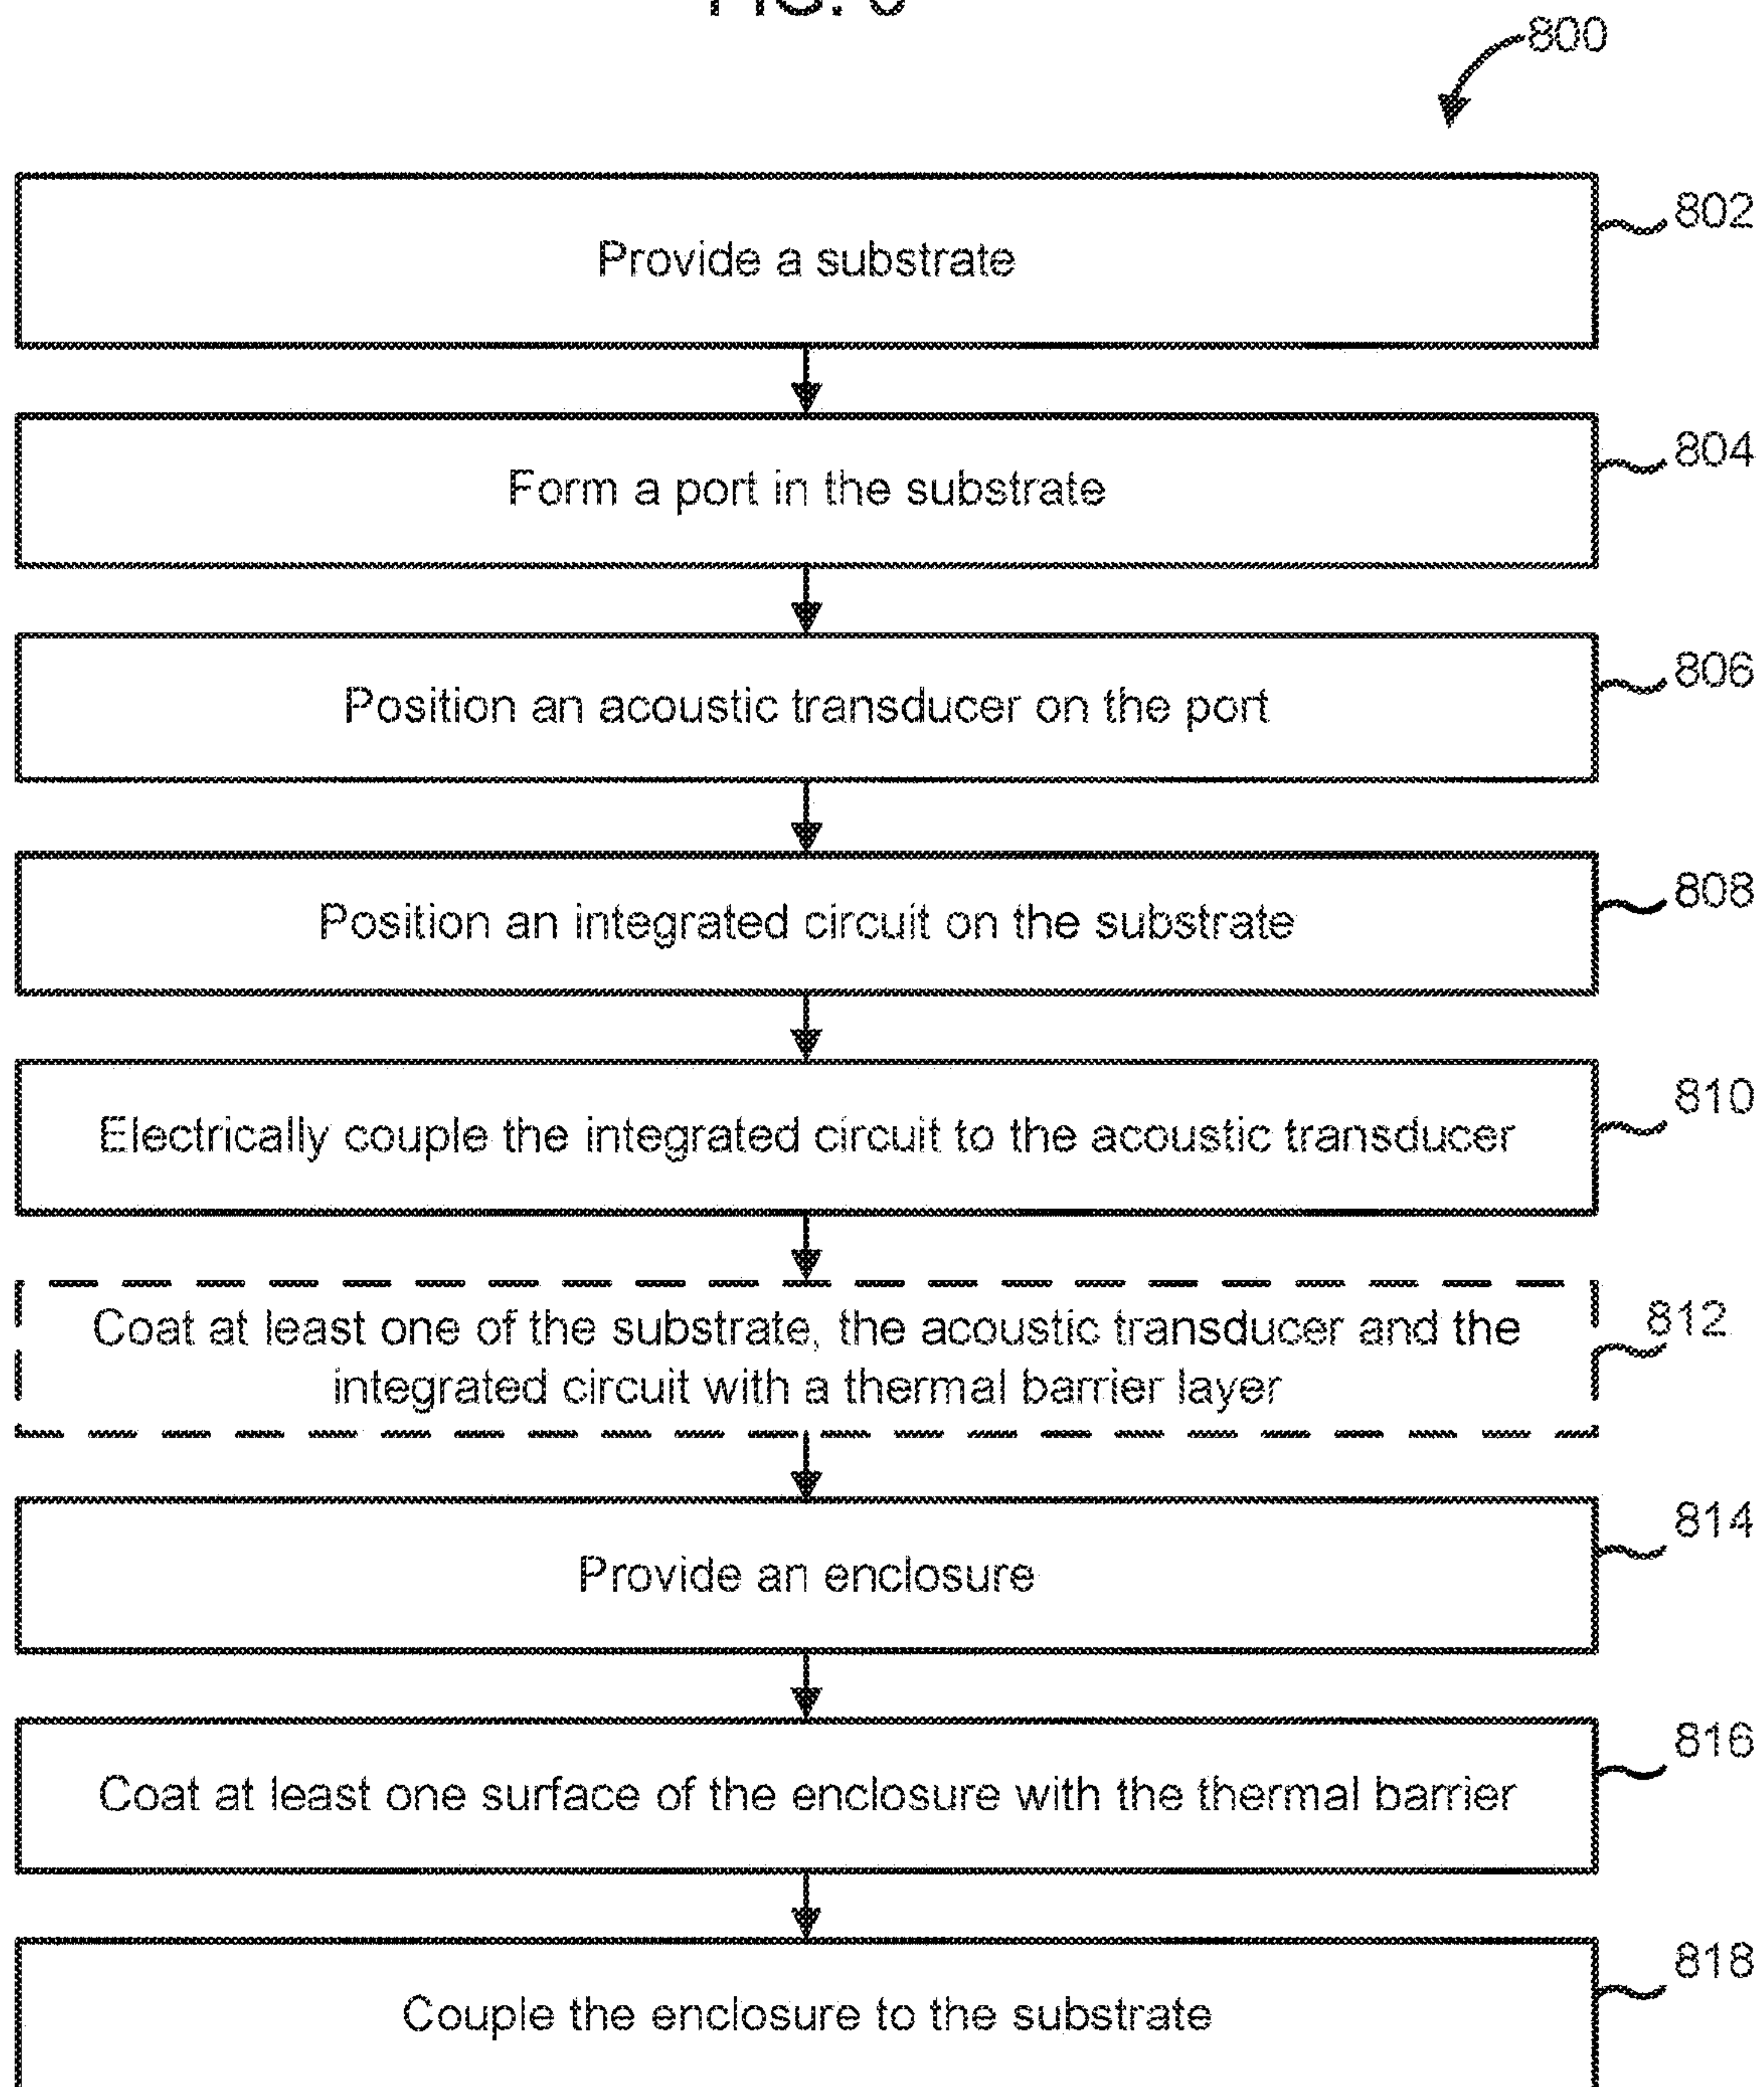 800
Provide a substrate
802
Form a port in the substrate
804
Position an acoustic transducer on the port
806
Position an integrated circuit on the substrate
808
Electrically couple the integrated circuit to the acoustic transducer
810
Coat at least one of the substrate, the acoustic transducer and the
integrated circuit with a thermal barrier layer
812
Provide an enclosure
814
Coat at least one surface of the enclosure with the thermal barrier
816
Couple the enclosure to the substrate
818